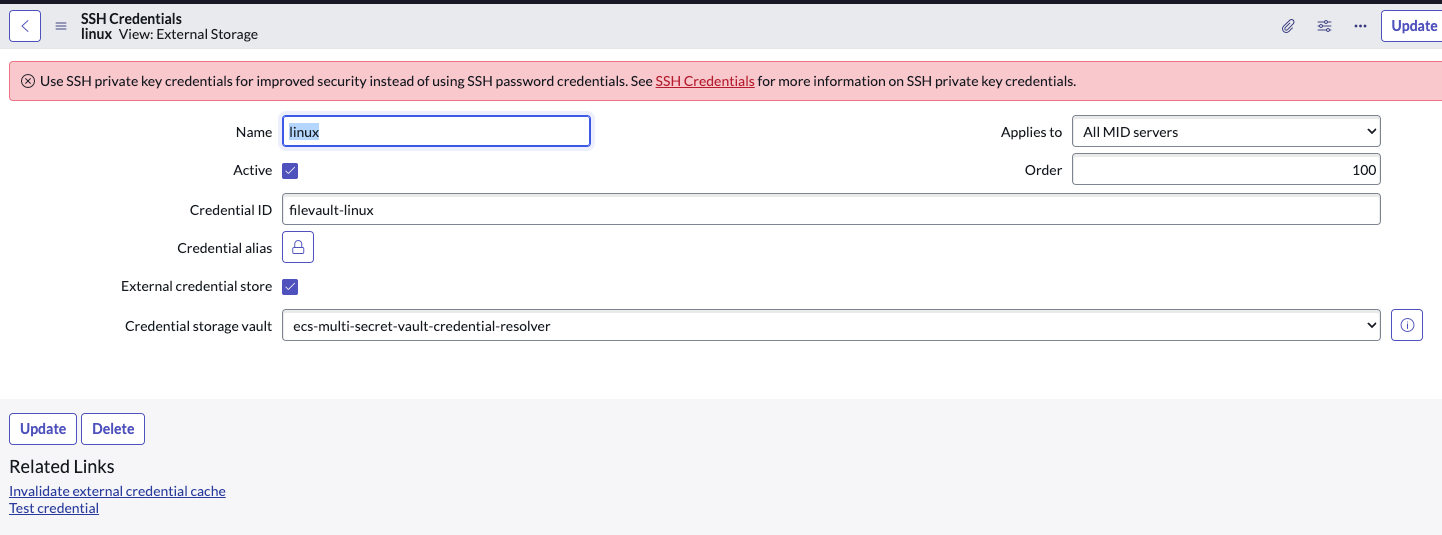 SSH Credentials
linux View: External Storage
Update
Use SSH private key credentials for improved security instead of using SSH password credentials. See SSH Credentials for more information on SSH private key credentials.
Name linux
Applies to All MID servers
Active
Order 100
Credential ID filevault-linux
Credential alias
External credential store
Credential storage vault ecs-multi-secret-vault-credential-resolver
Update Delete
Related Links
Invalidate external credential cache
Test credential